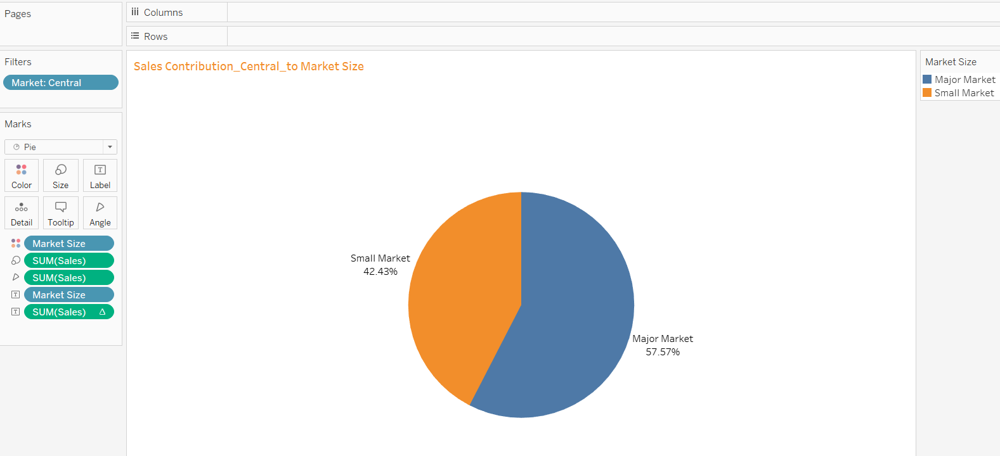 Pages
Columns
Rows
Filters
Market: Central
Marks
Pie
Color
Size
Label
Detail
Tooltip
Angle
Market Size
SUM(Sales)
SUM(Sales)
Market Size
SUM(Sales)
Sales Contribution_Central_to Market Size
Small Market
42.43%
Major Market
57.57%
Market Size
Major Market
Small Market